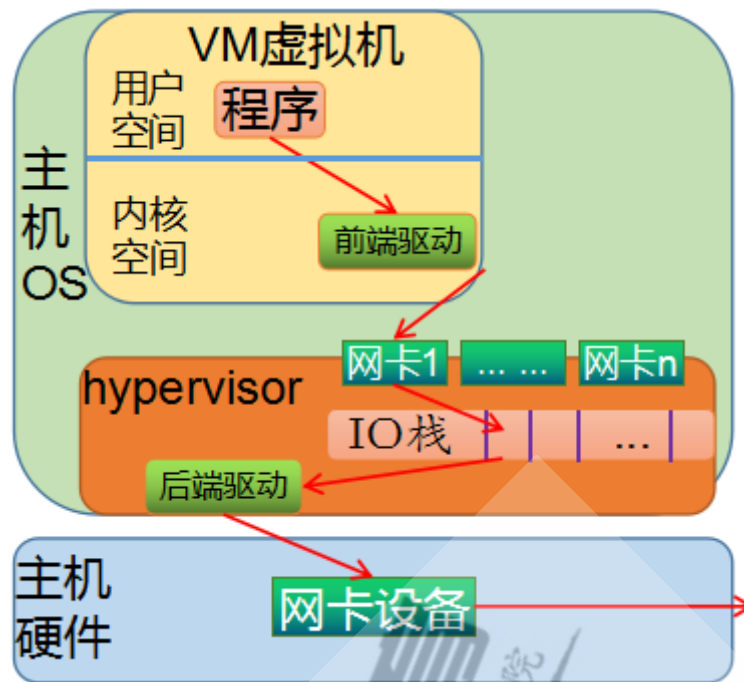 VM虚拟机
用户
空间
程序
主
机
OS
内核
空间
前端驱动
网卡1
... ...
网卡n
hypervisor
IO栈
...
后端驱动
主机
硬件
网卡设备
院